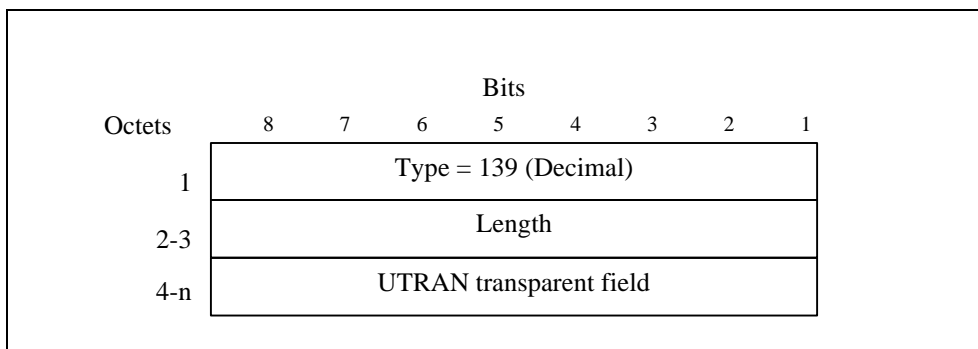 Bits
Octets 8 7 6 5 4 3 2 1
1 Type = 139 (Decimal)
2-3 Length
4-n UTRAN transparent field